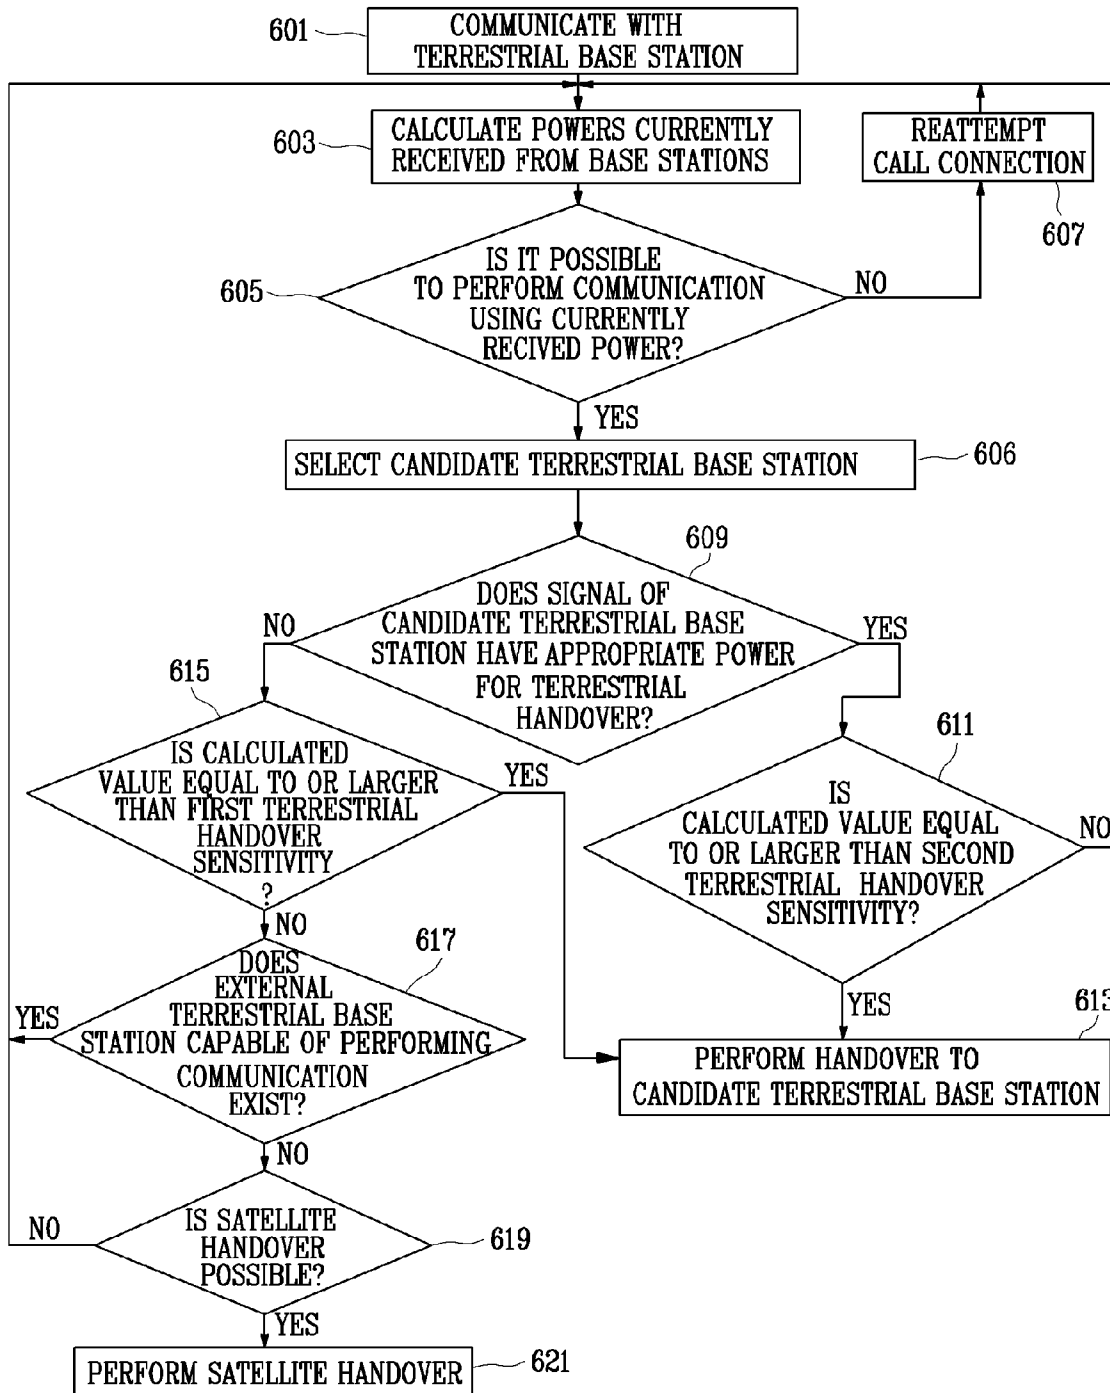 601
COMMUNICATE WITH
TERRESTRIAL BASE STATION
603
CALCULATE POWERS CURRENTLY
RECEIVED FROM BASE STATIONS
REATTEMPT
CALL CONNECTION
607
605
IS IT POSSIBLE
TO PERFORM COMMUNICATION
USING CURRENTLY
RECIVED POWER?
NO
YES
SELECT CANDIDATE TERRESTRIAL BASE STATION
606
609
DOES SIGNAL OF
CANDIDATE TERRESTRIAL BASE
STATION HAVE APPROPRIATE POWER
FOR TERRESTRIAL
HANDOVER?
NO
YES
615
IS CALCULATED
VALUE EQUAL TO OR LARGER
THAN FIRST TERRESTRIAL
HANDOVER
SENSITIVITY
?
YES
NO
611
IS
CALCULATED VALUE EQUAL
TO OR LARGER THAN SECOND
TERRESTRIAL HANDOVER
SENSITIVITY?
NO
YES
617
DOES
EXTERNAL
TERRESTRIAL BASE
STATION CAPABLE OF PERFORMING
COMMUNICATION
EXIST?
YES
NO
613
PERFORM HANDOVER TO
CANDIDATE TERRESTRIAL BASE STATION
IS SATELLITE
HANDOVER
POSSIBLE?
619
NO
YES
PERFORM SATELLITE HANDOVER
621